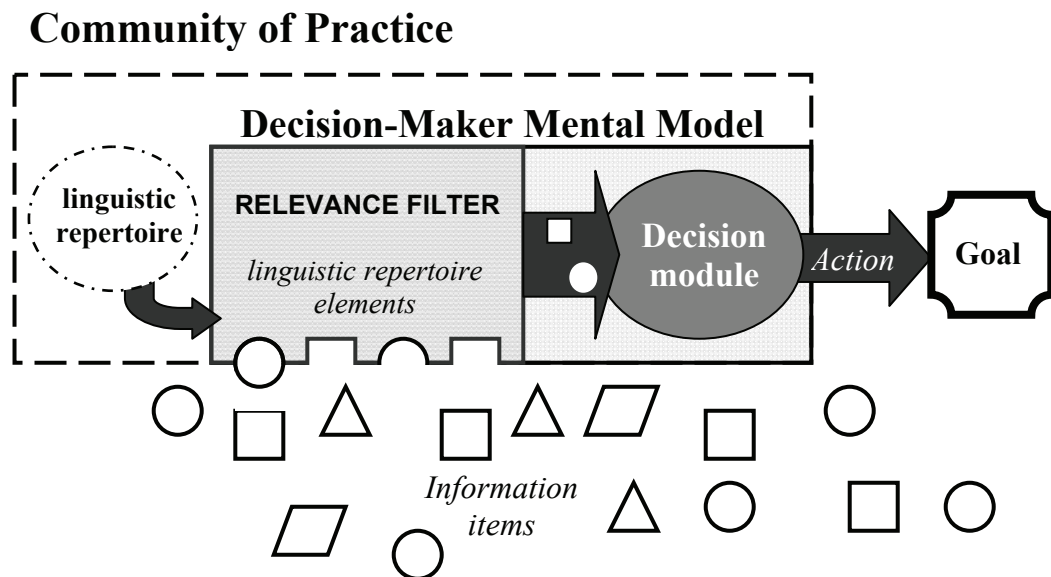 Community of Practice
Decision-Maker Mental Model
linguistic
repertoire
RELEVANCE FILTER
linguistic repertoire
elements
Decision
module
Action
Goal
Information
items